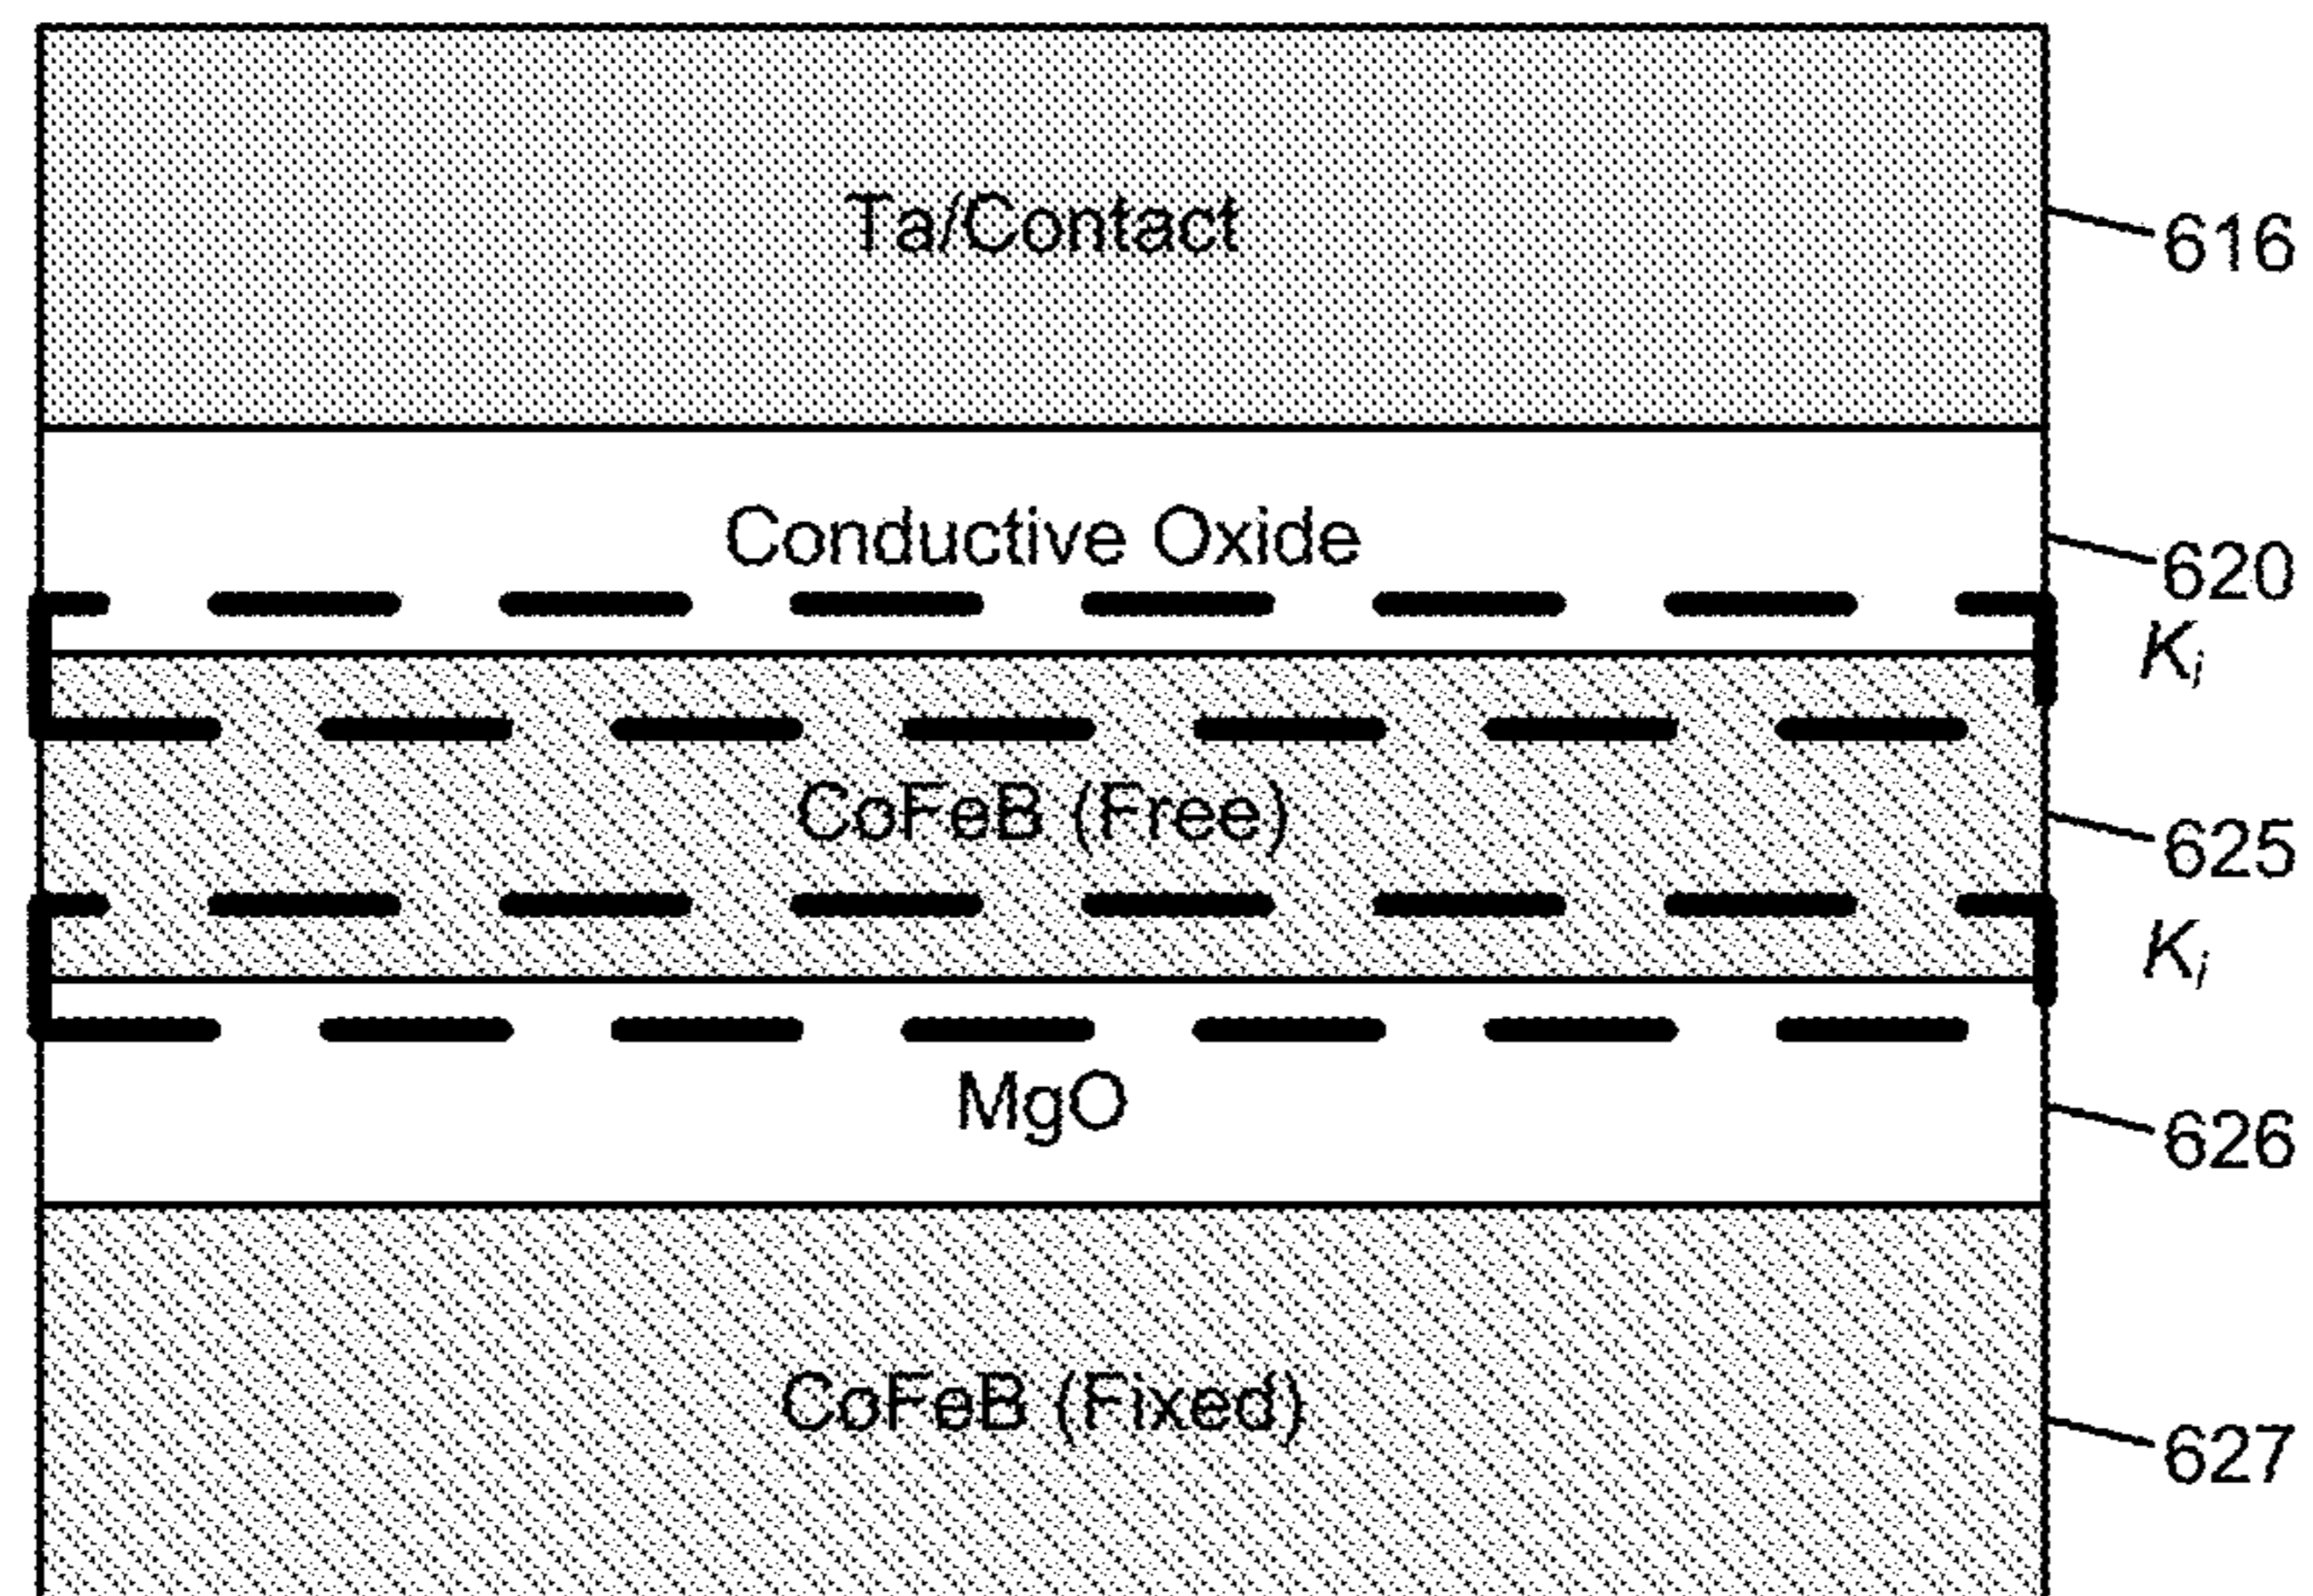 Ta/Contact
616
Conductive Oxide
620
Ki
CoFeB (Free)
625
Ki
MgO
626
CoFeB (Fixed)
627